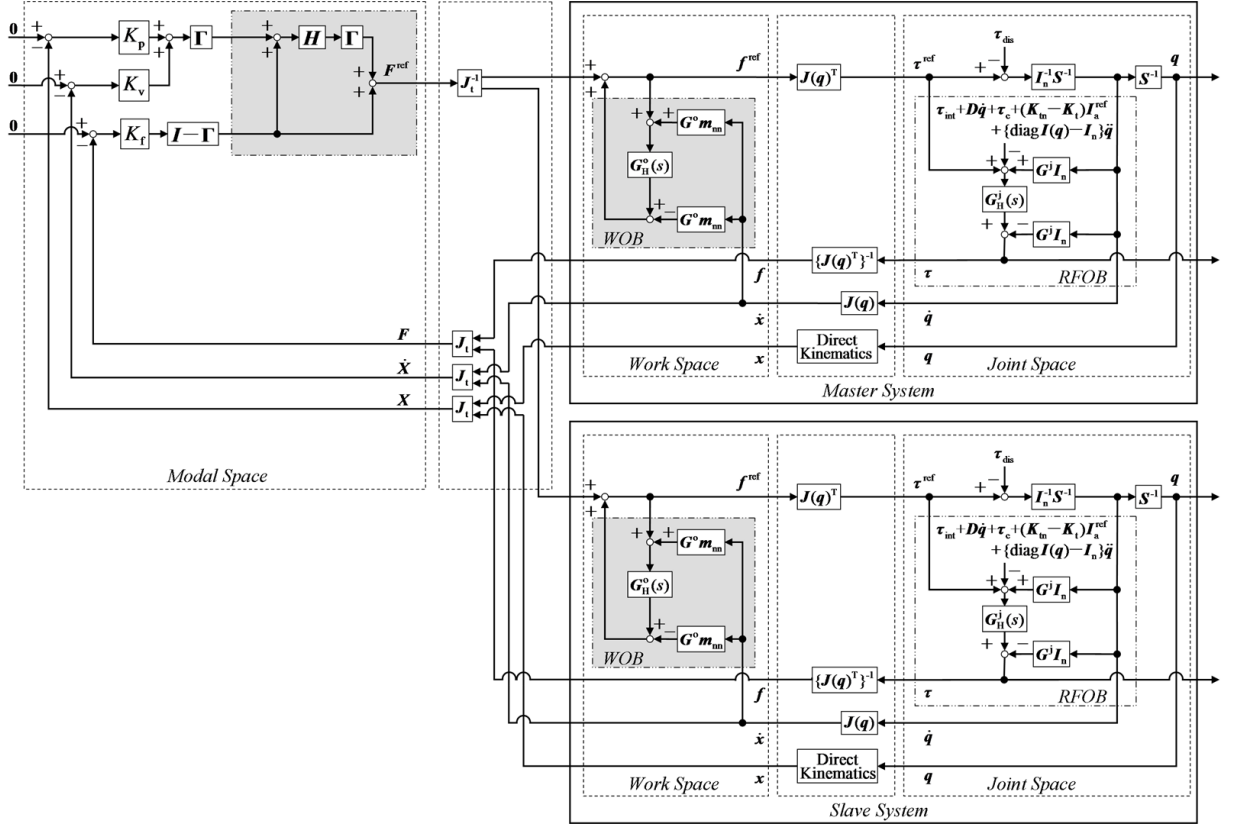 0
+
−
K_p
+
+
Γ
+
+
H
Γ
+
+
F^ref
0
+
−
K_v
0
+
−
K_f
I−Γ
J_t^-1
F
J_t
Ẋ
J_t
X
J_t
Modal Space
+
+
f^ref
J(q)^T
τ^ref
τ_dis
+
−
I_n^-1 S^-1
S^-1
q
+
+
G^o m_nn
G_H^o(s)
+
−
G^o m_nn
WOB
τ_int+Dq̇+τ_c+(K_tn−K_t)I_a^ref
+{diag I(q)−I_n}q̈
−
+
+
G^j I_n
G_H^j(s)
+
−
G^j I_n
RFOB
f
{J(q)^T}^-1
τ
ẋ
J(q)
q̇
x
Direct
Kinematics
q
Work Space
Joint Space
Master System
+
+
f^ref
J(q)^T
τ^ref
τ_dis
+
−
I_n^-1 S^-1
S^-1
q
+
+
G^o m_nn
G_H^o(s)
+
−
G^o m_nn
WOB
τ_int+Dq̇+τ_c+(K_tn−K_t)I_a^ref
+{diag I(q)−I_n}q̈
−
+
+
G^j I_n
G_H^j(s)
+
−
G^j I_n
RFOB
f
{J(q)^T}^-1
τ
ẋ
J(q)
q̇
x
Direct
Kinematics
q
Work Space
Joint Space
Slave System